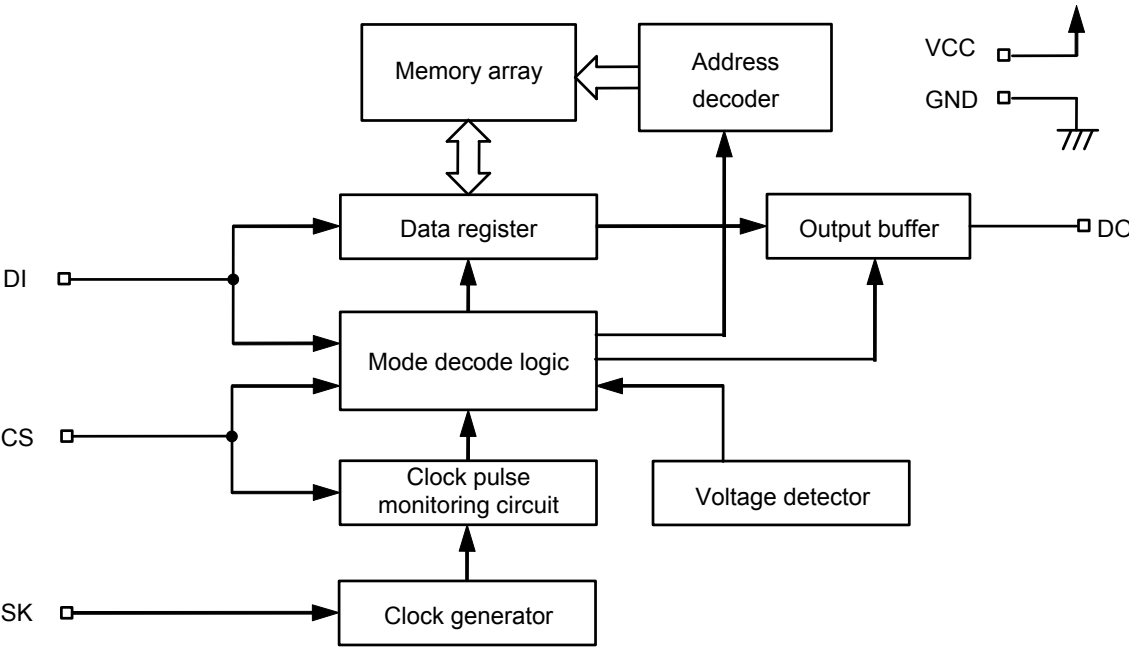 Memory array
Address
decoder
VCC
GND
Data register
Output buffer
DO
DI
Mode decode logic
CS
Clock pulse
monitoring circuit
Voltage detector
SK
Clock generator